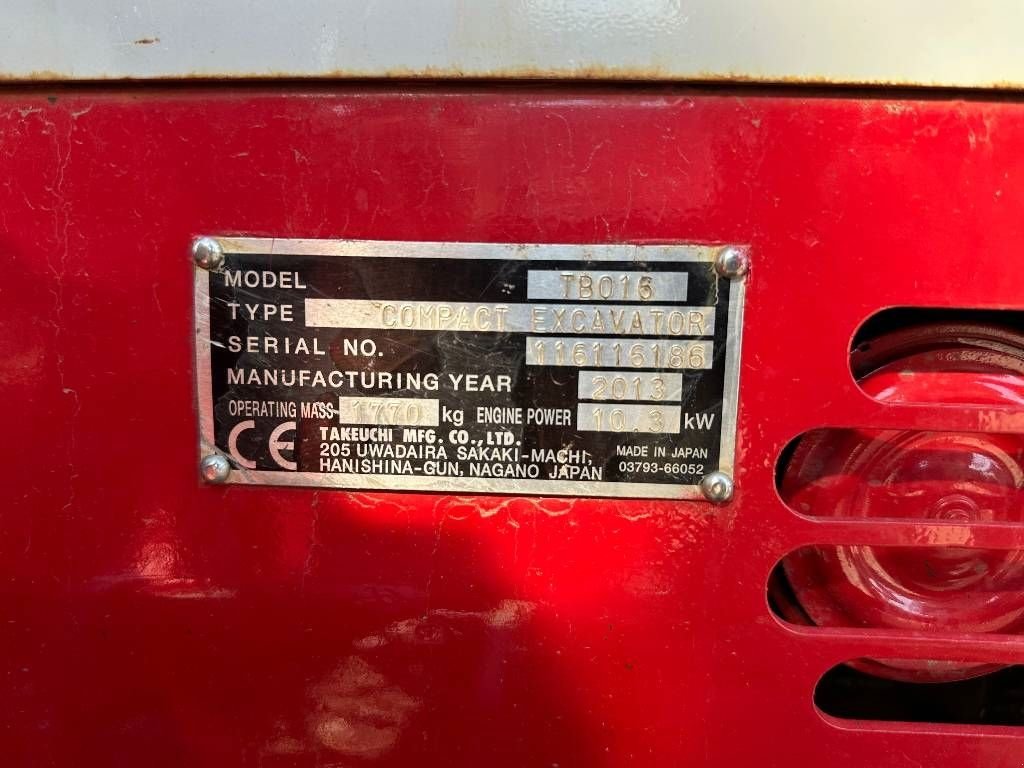 MODEL TB016
TYPE COMPACT EXCAVATOR
SERIAL NO. 116116186
MANUFACTURING YEAR 2013
OPERATING MASS 1770 kg ENGINE POWER 10.3 kW
CE TAKEUCHI MFG. CO., LTD.
205 UWADAIRA SAKAKI-MACHI, MADE IN JAPAN
HANISHINA-GUN, NAGANO JAPAN 03793-66052